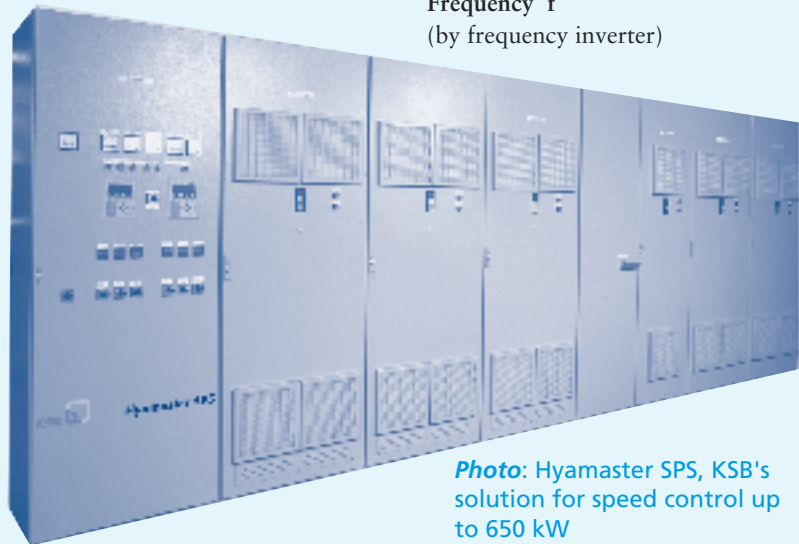 Frequency f
(by frequency inverter)
Hyamaster SPS
Photo: Hyamaster SPS, KSB's
solution for speed control up
to 650 kW